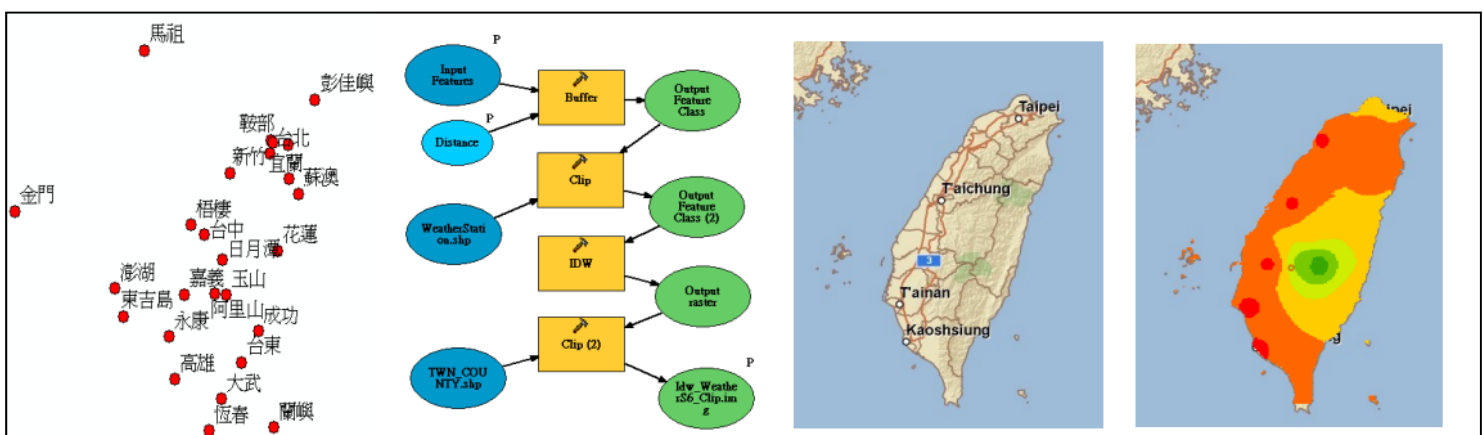 馬祖
彭佳嶼
鞍部
台北
新竹
宜蘭
蘇澳
金門
梧棲
台中
日月潭
花蓮
澎湖
嘉義
玉山
東吉島
阿里山
成功
永康
台東
高雄
大武
恆春
蘭嶼
P
Input
Features
Buffer
Output
Feature
Class
P
Distance
Clip
WeatherStati
on.shp
Output
Feature
Class (2)
IDW
Output
raster
Clip (2)
TWN_COU
NTY.shp
P
Idw_Weathe
rS6_Clip.im
g
Taipei
T'aichung
3
T'ainan
Kaoshsiung